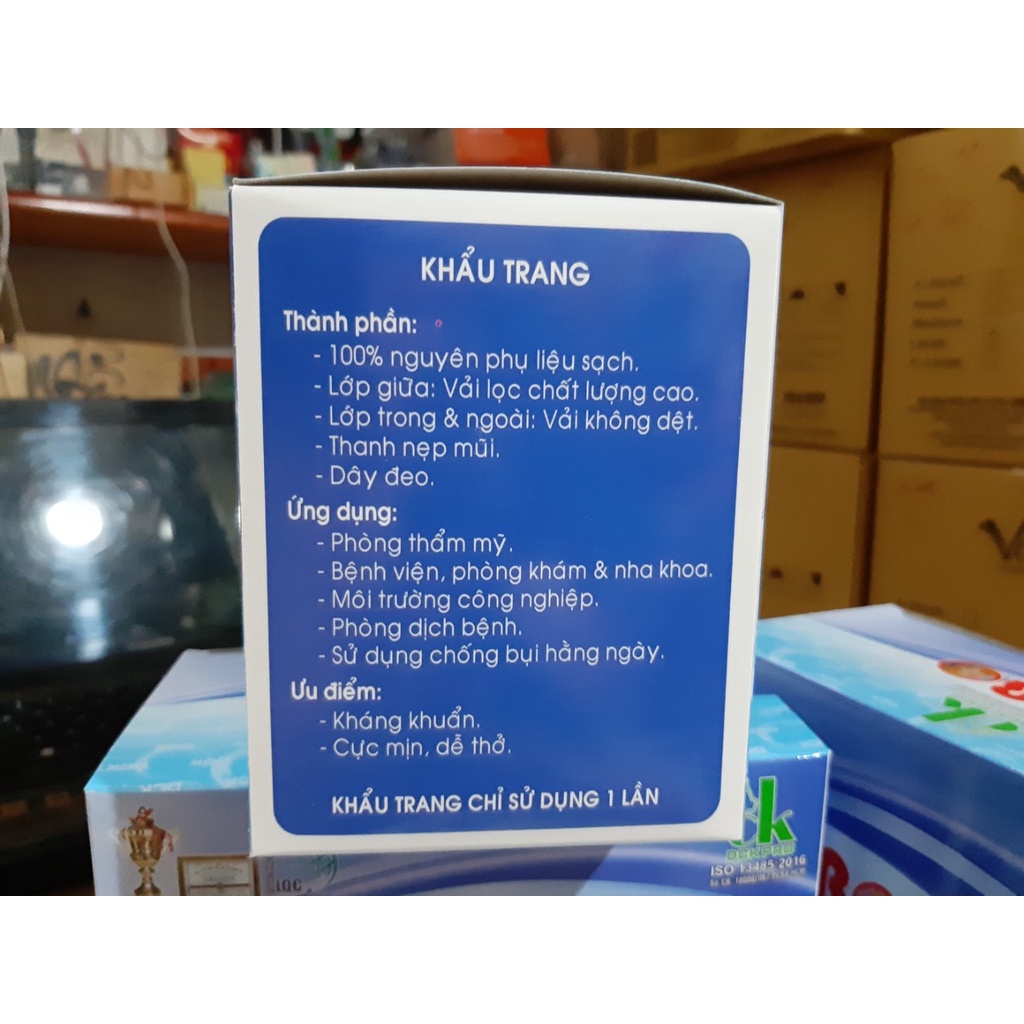 KHẨU TRANG
Thành phần:
- 100% nguyên phụ liệu sạch.
- Lớp giữa: Vải lọc chất lượng cao.
- Lớp trong & ngoài: Vải không dệt.
- Thanh nẹp mũi.
- Dây đeo.
Ứng dụng:
- Phòng thẩm mỹ.
- Bệnh viện, phòng khám & nha khoa.
- Môi trường công nghiệp.
- Phòng dịch bệnh.
- Sử dụng chống bụi hằng ngày.
Ưu điểm:
- Kháng khuẩn.
- Cực mịn, dễ thở.
KHẨU TRANG CHỈ SỬ DỤNG 1 LẦN
k
DCKPRO
ISO 13485:2016
IQC